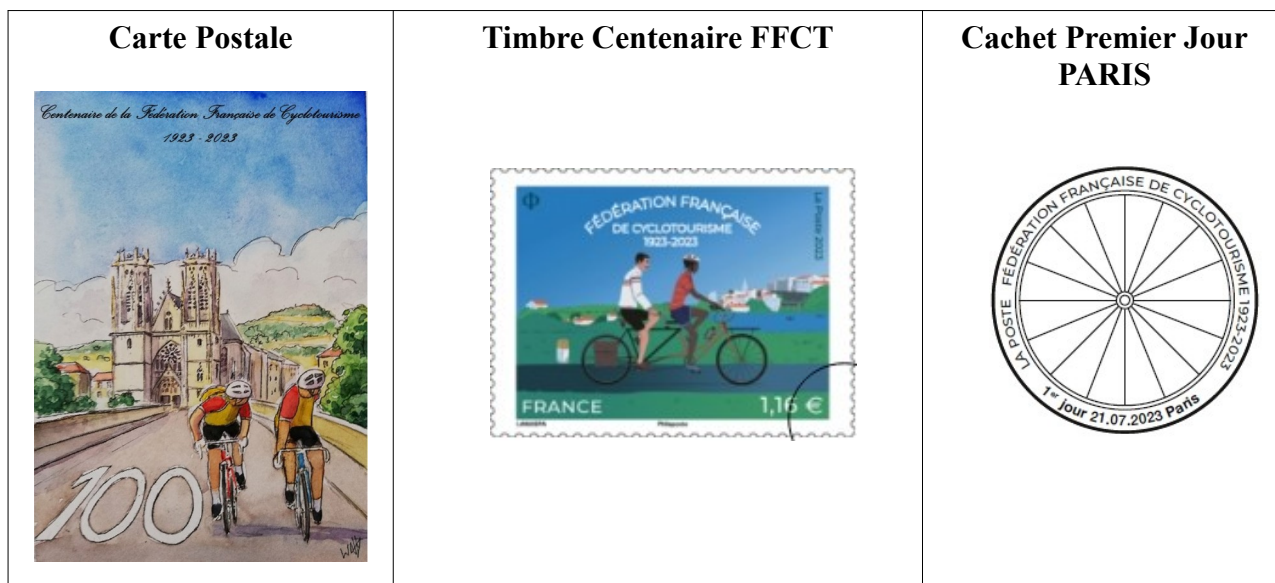 Carte Postale
Centenaire de la Fédération Française de Cyclotourisme
1923 - 2023
100
Timbre Centenaire FFCT
FÉDÉRATION FRANÇAISE
DE CYCLOTOURISME
1923-2023
La Poste 2023
FRANCE
1,16 €
Philaposte
Cachet Premier Jour
PARIS
LA POSTE FÉDÉRATION FRANÇAISE DE CYCLOTOURISME 1923-2023
1er jour 21.07.2023 Paris